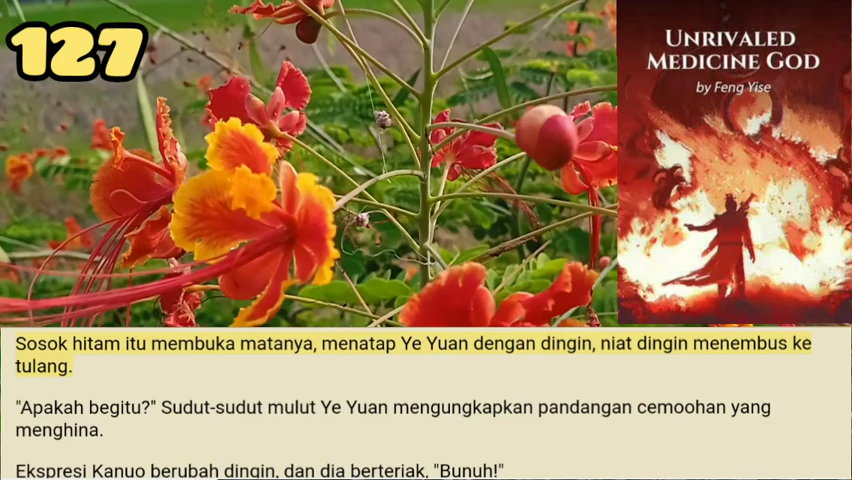 127
UNRIVALED
MEDICINE GOD
by Feng Yise
Sosok hitam itu membuka matanya, menatap Ye Yuan dengan dingin, niat dingin menembus ke
tulang.
"Apakah begitu?" Sudut-sudut mulut Ye Yuan mengungkapkan pandangan cemoohan yang
menghina.
Ekspresi Kanuo berubah dingin, dan dia berteriak, "Bunuh!"